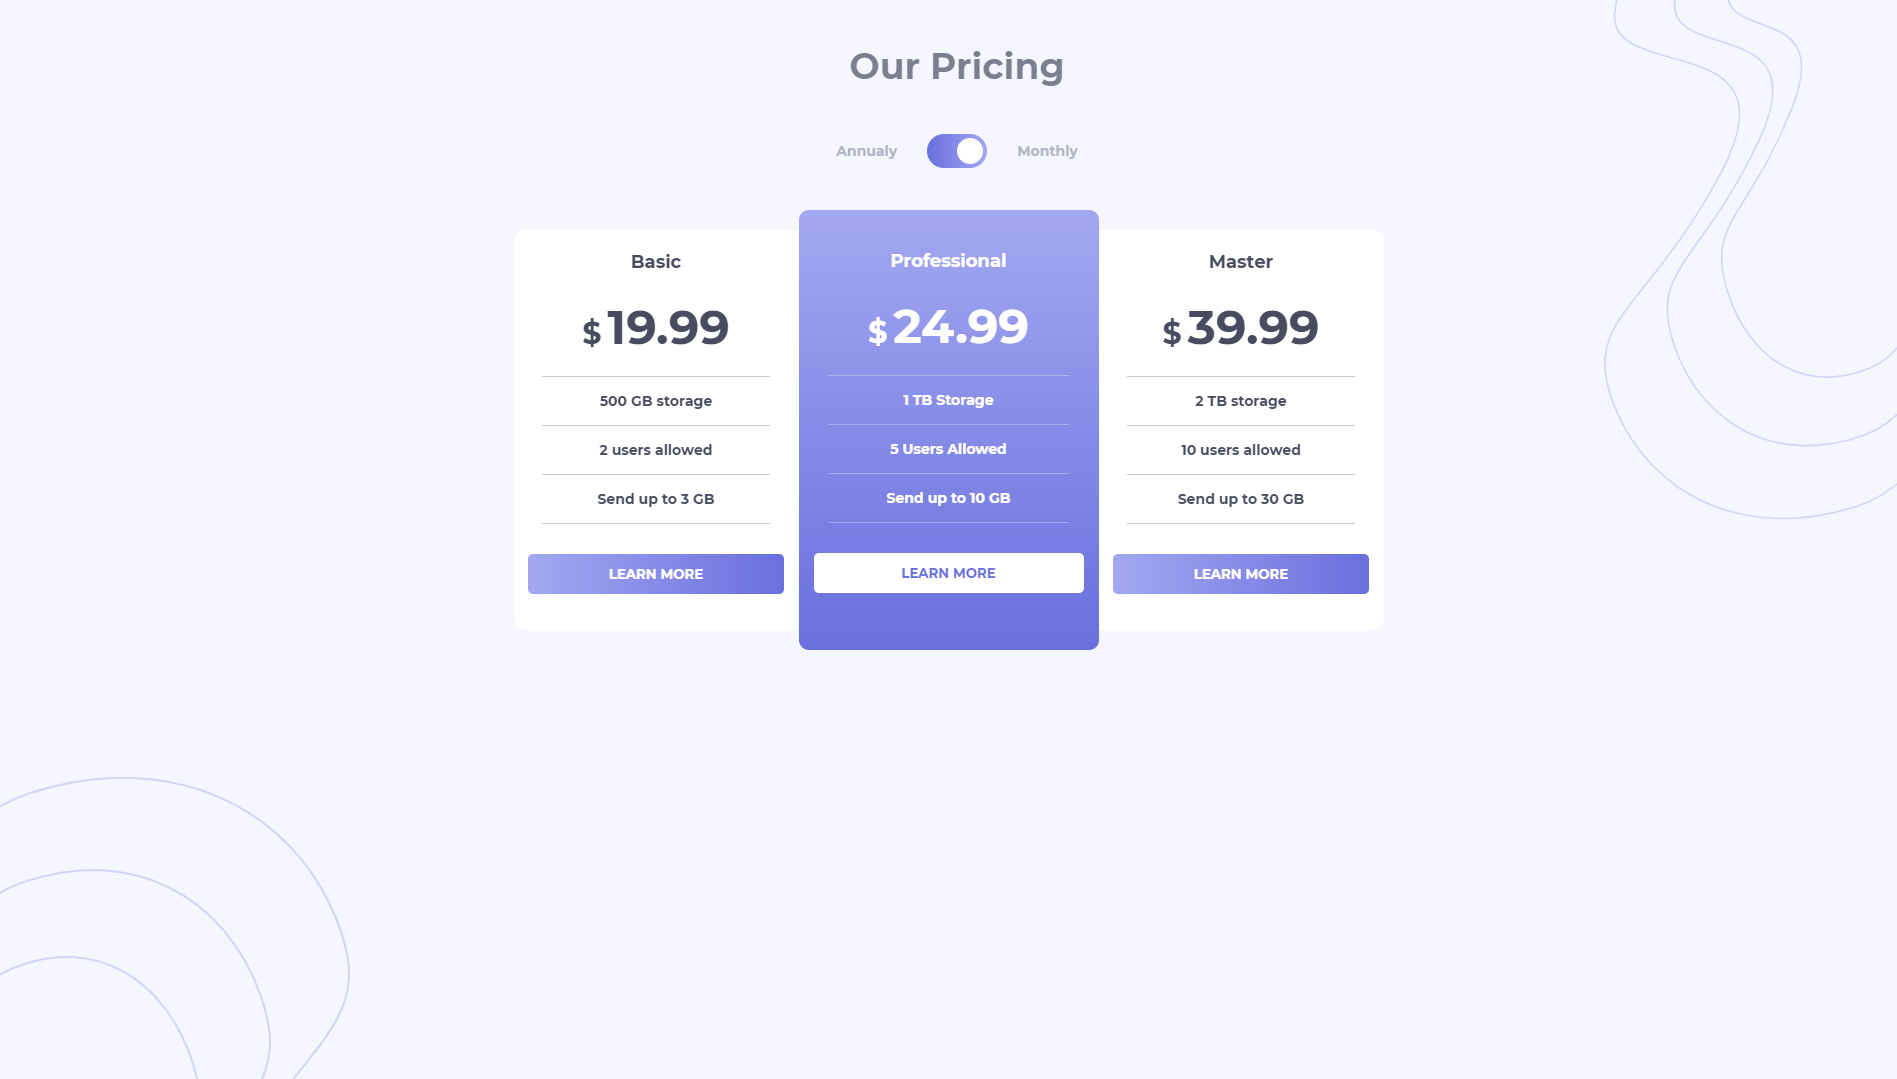 Our Pricing
Annualy
Monthly
Basic
$ 19.99
500 GB storage
2 users allowed
Send up to 3 GB
LEARN MORE
Professional
$ 24.99
1 TB Storage
5 Users Allowed
Send up to 10 GB
LEARN MORE
Master
$ 39.99
2 TB storage
10 users allowed
Send up to 30 GB
LEARN MORE